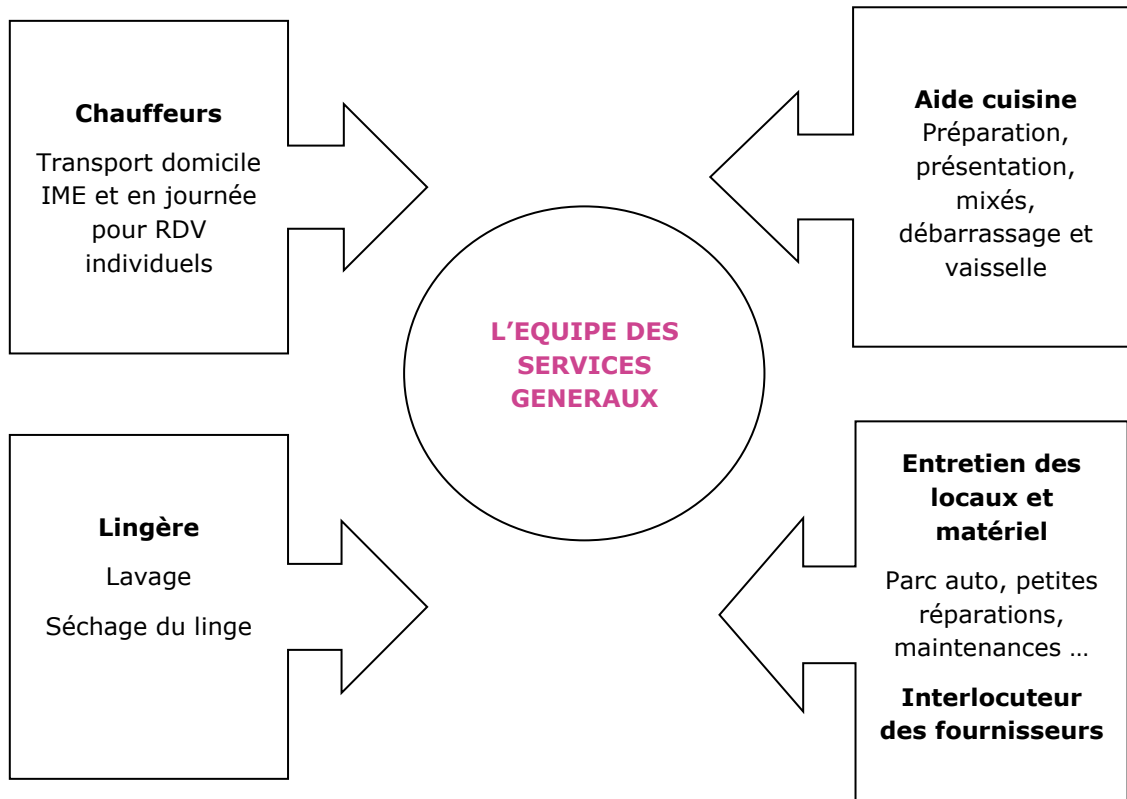 Chauffeurs
Transport domicile
IME et en journée
pour RDV
individuels
Aide cuisine
Préparation,
présentation,
mixés,
débarrassage et
vaisselle
L’EQUIPE DES
SERVICES
GENERAUX
Lingère
Lavage
Séchage du linge
Entretien des
locaux et
matériel
Parc auto, petites
réparations,
maintenances …
Interlocuteur
des fournisseurs